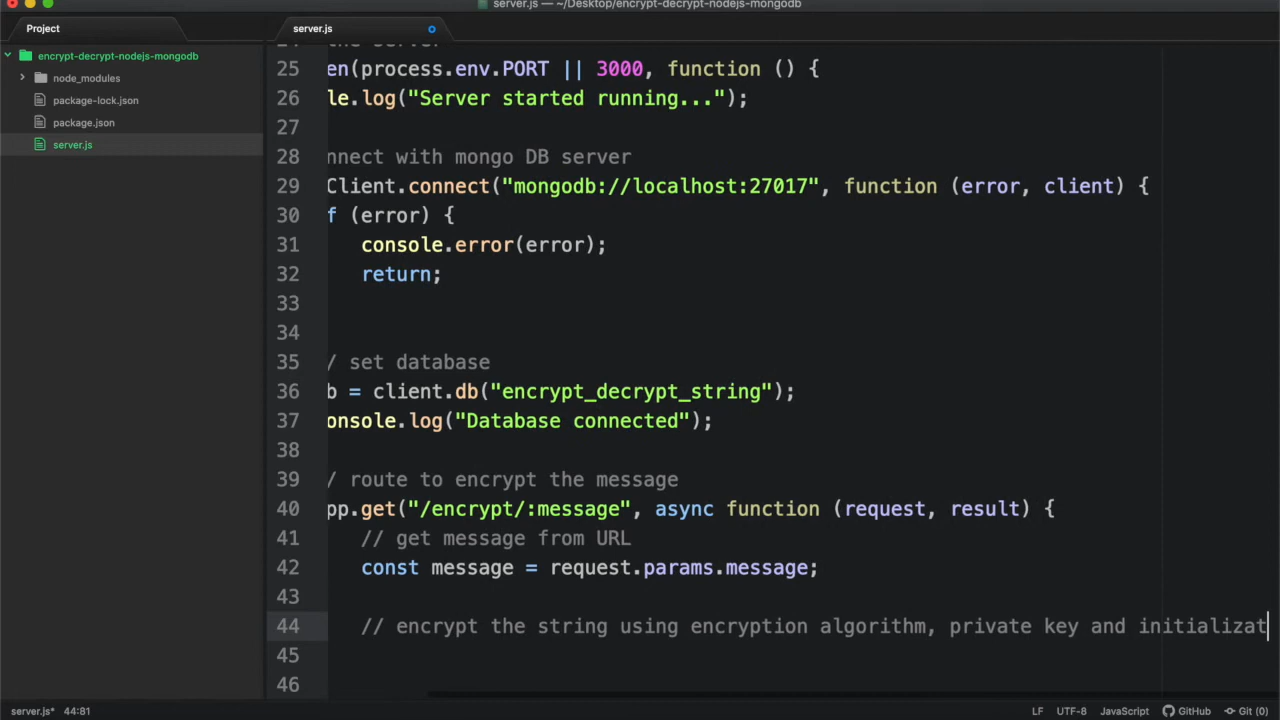 server.js — ~/Desktop/encrypt-decrypt-nodejs-mongodb
Project
server.js
encrypt-decrypt-nodejs-mongodb
node_modules
package-lock.json
package.json
server.js
25 en(process.env.PORT || 3000, function () {
26 le.log("Server started running...");
27
28 nnect with mongo DB server
29 Client.connect("mongodb://localhost:27017", function (error, client) {
30 f (error) {
31 console.error(error);
32 return;
33
34
35 / set database
36 b = client.db("encrypt_decrypt_string");
37 onsole.log("Database connected");
38
39 / route to encrypt the message
40 pp.get("/encrypt/:message", async function (request, result) {
41 // get message from URL
42 const message = request.params.message;
43
44 // encrypt the string using encryption algorithm, private key and initializat
45
46
server.js* 44:81 LF UTF-8 JavaScript GitHub Git (0)